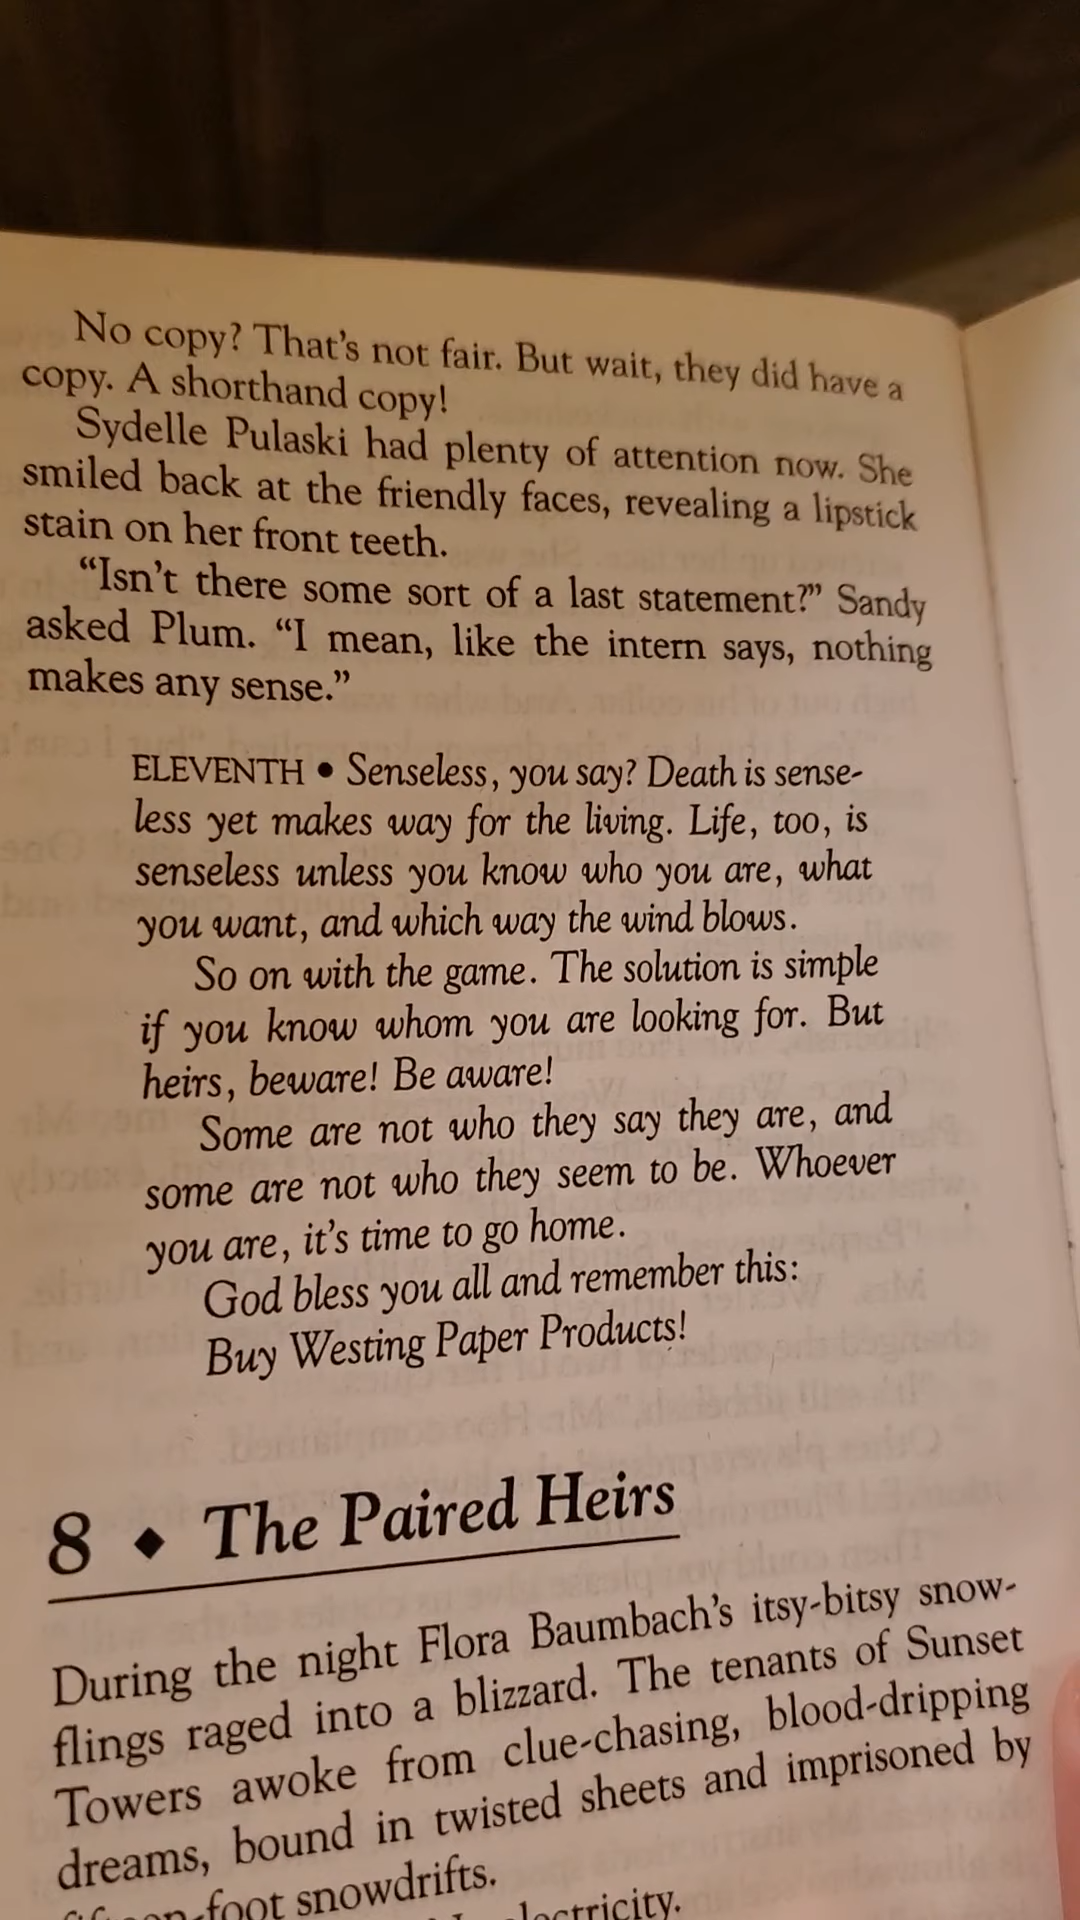 No copy? That's not fair. But wait, they did have a
copy. A shorthand copy!
Sydelle Pulaski had plenty of attention now. She
smiled back at the friendly faces, revealing a lipstick
stain on her front teeth.
“Isn't there some sort of a last statement?” Sandy
asked Plum. “I mean, like the intern says, nothing
makes any sense.”
ELEVENTH • Senseless, you say? Death is sense-
less yet makes way for the living. Life, too, is
senseless unless you know who you are, what
you want, and which way the wind blows.
So on with the game. The solution is simple
if you know whom you are looking for. But
heirs, beware! Be aware!
Some are not who they say they are, and
some are not who they seem to be. Whoever
you are, it's time to go home.
God bless you all and remember this:
Buy Westing Paper Products!
8 ◆ The Paired Heirs
During the night Flora Baumbach's itsy-bitsy snow-
flings raged into a blizzard. The tenants of Sunset
Towers awoke from clue-chasing, blood-dripping
dreams, bound in twisted sheets and imprisoned by
foot snowdrifts.